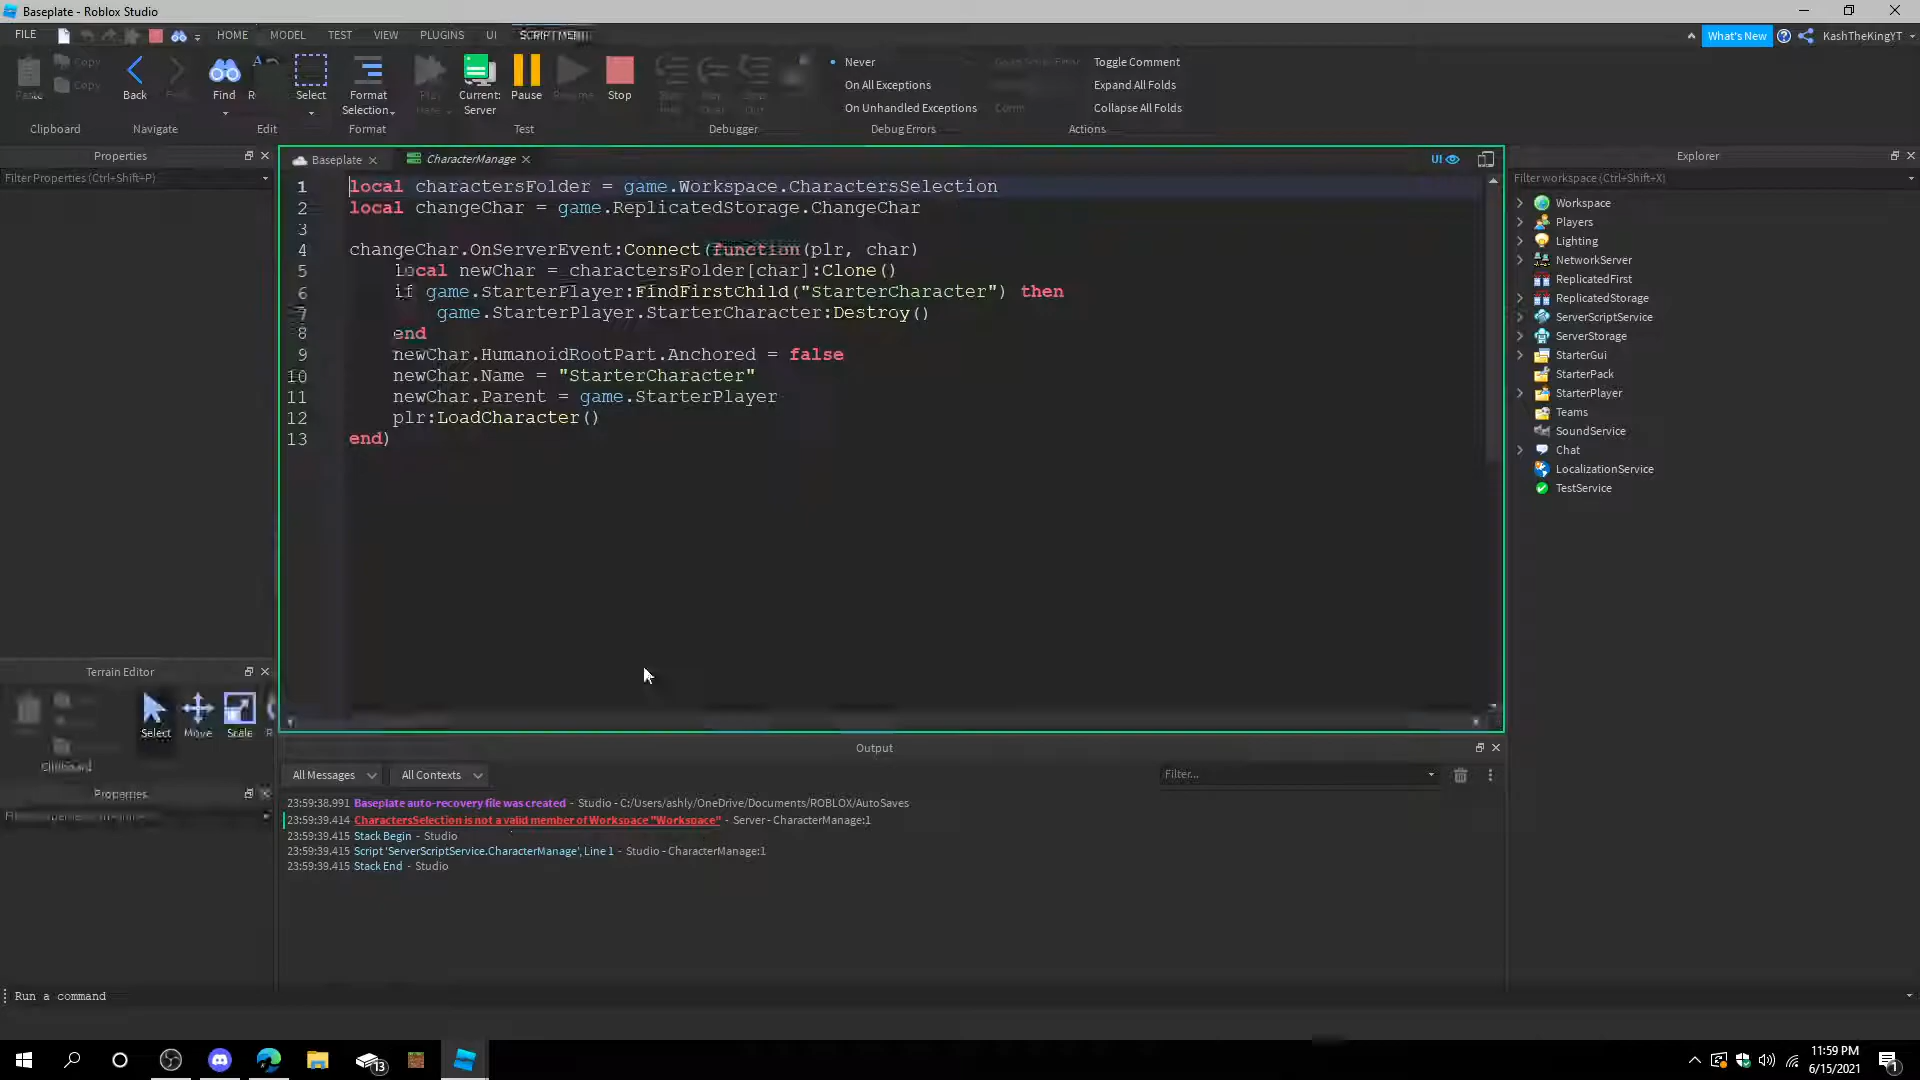 Baseplate - Roblox Studio
FILE
HOME
MODEL
TEST
VIEW
PLUGINS
UI
What's New
KashTheKingYT
Copy
Copy
Back
Find
Select
Format
Selection
Current:
Server
Pause
Stop
Never
On All Exceptions
On Unhandled Exceptions
Toggle Comment
Expand All Folds
Collapse All Folds
Clipboard
Navigate
Edit
Format
Test
Debugger
Debug Errors
Actions
Properties
Filter Properties (Ctrl+Shift+P)
Baseplate
CharacterManage
UI
1 local charactersFolder = game.Workspace.CharactersSelection
2 local changeChar = game.ReplicatedStorage.ChangeChar
3
4 changeChar.OnServerEvent:Connect(function(plr, char)
5 local newChar = charactersFolder[char]:Clone()
6 if game.StarterPlayer:FindFirstChild("StarterCharacter") then
7 game.StarterPlayer.StarterCharacter:Destroy()
8 end
9 newChar.HumanoidRootPart.Anchored = false
10 newChar.Name = "StarterCharacter"
11 newChar.Parent = game.StarterPlayer
12 plr:LoadCharacter()
13 end)
Explorer
Filter workspace (Ctrl+Shift+X)
Workspace
Players
Lighting
NetworkServer
ReplicatedFirst
ReplicatedStorage
ServerScriptService
ServerStorage
StarterGui
StarterPack
StarterPlayer
Teams
SoundService
Chat
LocalizationService
TestService
Terrain Editor
Select
Move
Scale
Clipboard
Properties
Output
All Messages
All Contexts
Filter...
23:59:38.991 Baseplate auto-recovery file was created - Studio - C:/Users/ashly/OneDrive/Documents/ROBLOX/AutoSaves
23:59:39.414 CharactersSelection is not a valid member of Workspace "Workspace" - Server - CharacterManage:1
23:59:39.415 Stack Begin - Studio
23:59:39.415 Script 'ServerScriptService.CharacterManage', Line 1 - Studio - CharacterManage:1
23:59:39.415 Stack End - Studio
Run a command
13
11:59 PM
6/15/2021
1